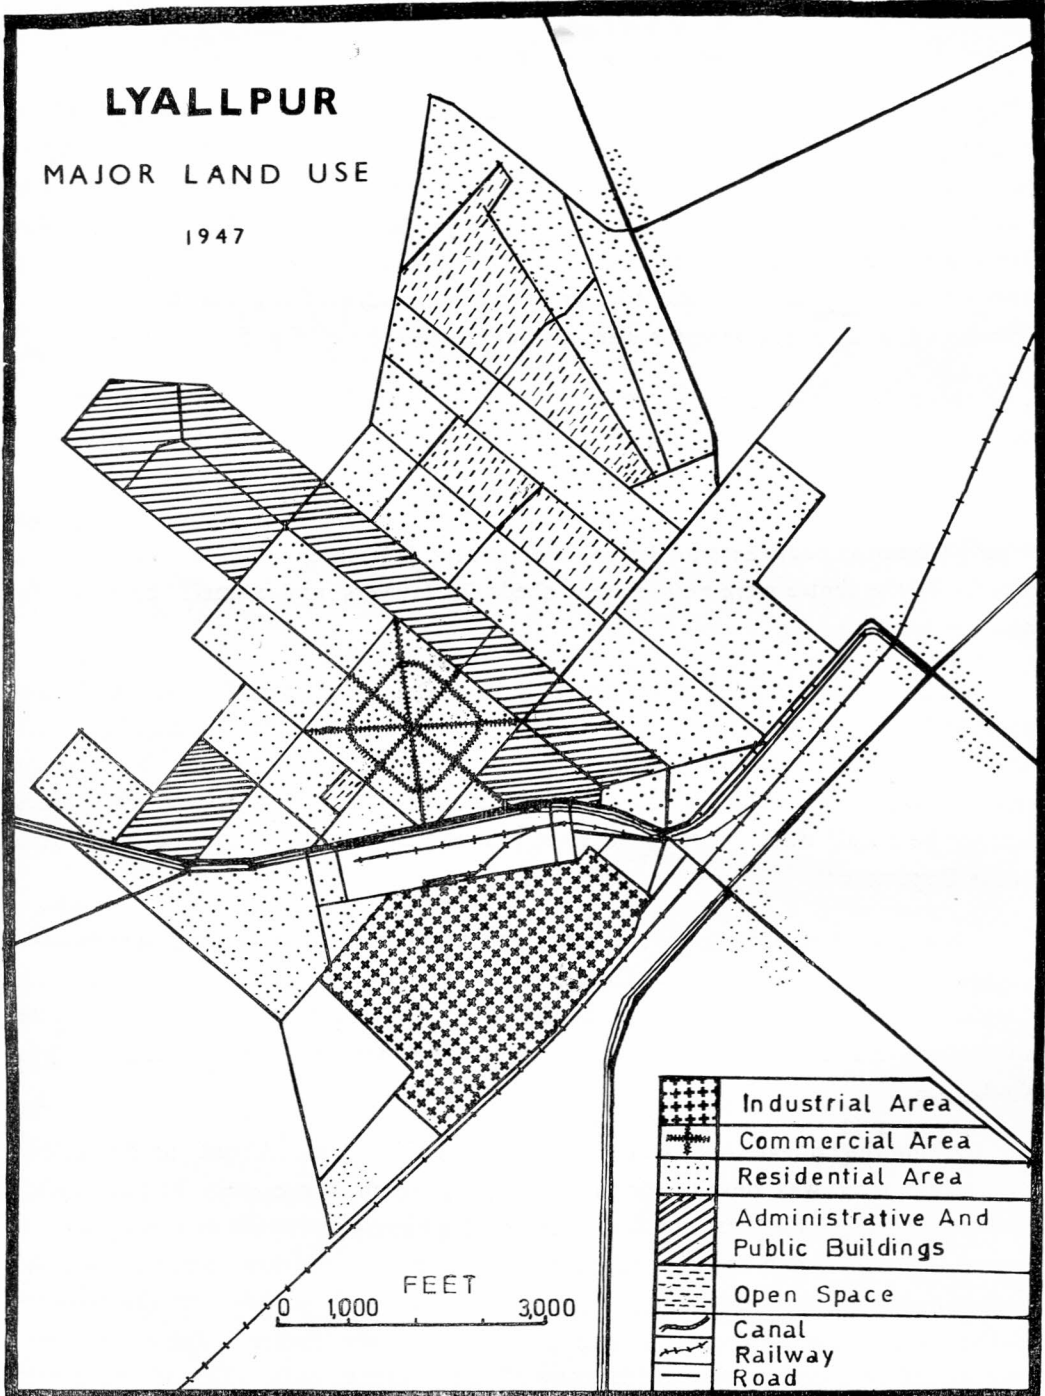 LYALLPUR
MAJOR LAND USE
1947
FEET
0 1,000 3,000
Industrial Area
Commercial Area
Residential Area
Administrative And
Public Buildings
Open Space
Canal
Railway
Road